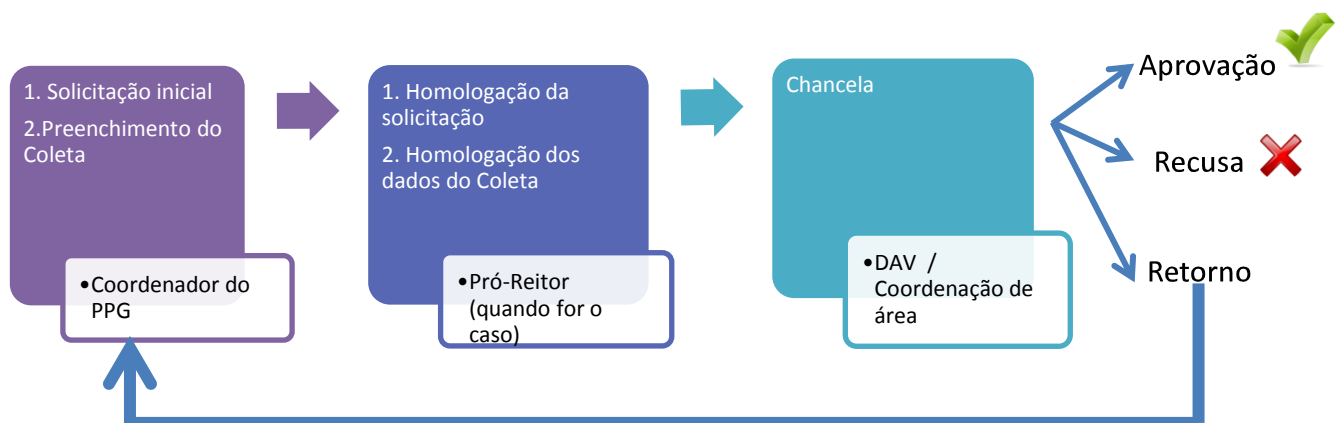 1. Solicitação inicial
2.Preenchimento do
Coleta
•Coordenador do
PPG
1. Homologação da
solicitação
2. Homologação dos
dados do Coleta
•Pró-Reitor
(quando for o
caso)
Chancela
•DAV /
Coordenação de
área
Aprovação
Recusa
Retorno